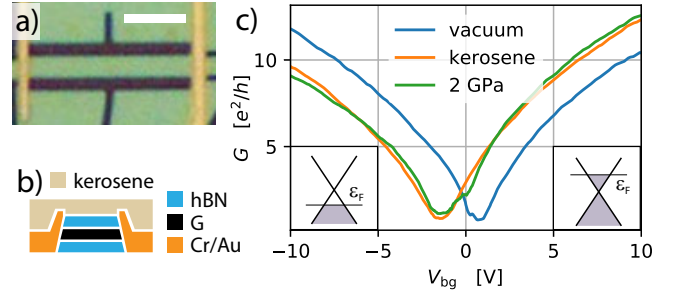 a)
b)
kerosene
hBN
G
Cr/Au
c)
vacuum
kerosene
2 GPa
G [e²/h]
10
5
ε_F
ε_F
−10
−5
0
5
10
V_bg [V]